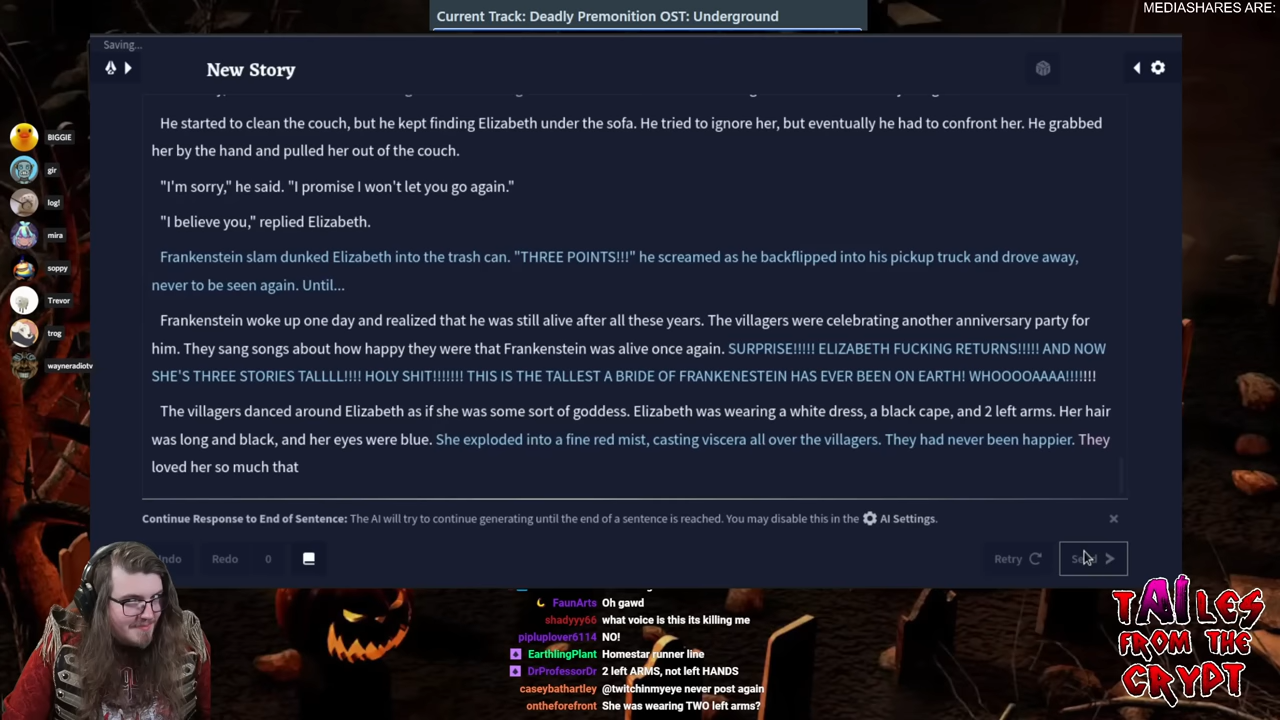 Current Track: Deadly Premonition OST: Underground
MEDIASHARES ARE:
Saving...
New Story
He started to clean the couch, but he kept finding Elizabeth under the sofa. He tried to ignore her, but eventually he had to confront her. He grabbed
her by the hand and pulled her out of the couch.
"I'm sorry," he said. "I promise I won't let you go again."
"I believe you," replied Elizabeth.
Frankenstein slam dunked Elizabeth into the trash can. "THREE POINTS!!!" he screamed as he backflipped into his pickup truck and drove away,
never to be seen again. Until...
Frankenstein woke up one day and realized that he was still alive after all these years. The villagers were celebrating another anniversary party for
him. They sang songs about how happy they were that Frankenstein was alive once again. SURPRISE!!!!! ELIZABETH FUCKING RETURNS!!!!! AND NOW
SHE'S THREE STORIES TALLLL!!!! HOLY SHIT!!!!!!! THIS IS THE TALLEST A BRIDE OF FRANKENESTEIN HAS EVER BEEN ON EARTH! WHOOOOAAAA!!!!!!!
The villagers danced around Elizabeth as if she was some sort of goddess. Elizabeth was wearing a white dress, a black cape, and 2 left arms. Her hair
was long and black, and her eyes were blue. She exploded into a fine red mist, casting viscera all over the villagers. They had never been happier. They
loved her so much that
Continue Response to End of Sentence: The AI will try to continue generating until the end of a sentence is reached. You may disable this in the AI Settings.
Redo 0
Retry
BIGGIE
gir
log!
mira
soppy
Trevor
trog
wayneradiotv
FaunArts Oh gawd
shadyyy66 what voice is this its killing me
pipluplover6114 NO!
EarthlingPlant Homestar runner line
DrProfessorDr 2 left ARMS, not left HANDS
caseybathartley @twitchinmyeye never post again
ontheforefront She was wearing TWO left arms?
TAILES
FROM THE
CRYPT